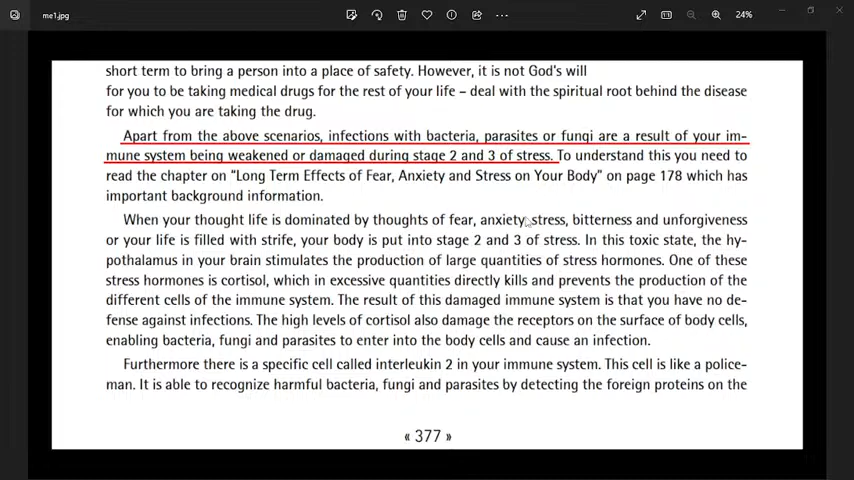 me1.jpg
24%
short term to bring a person into a place of safety. However, it is not God's will
for you to be taking medical drugs for the rest of your life – deal with the spiritual root behind the disease
for which you are taking the drug.
Apart from the above scenarios, infections with bacteria, parasites or fungi are a result of your im-
mune system being weakened or damaged during stage 2 and 3 of stress. To understand this you need to
read the chapter on "Long Term Effects of Fear, Anxiety and Stress on Your Body" on page 178 which has
important background information.
When your thought life is dominated by thoughts of fear, anxiety, stress, bitterness and unforgiveness
or your life is filled with strife, your body is put into stage 2 and 3 of stress. In this toxic state, the hy-
pothalamus in your brain stimulates the production of large quantities of stress hormones. One of these
stress hormones is cortisol, which in excessive quantities directly kills and prevents the production of the
different cells of the immune system. The result of this damaged immune system is that you have no de-
fense against infections. The high levels of cortisol also damage the receptors on the surface of body cells,
enabling bacteria, fungi and parasites to enter into the body cells and cause an infection.
Furthermore there is a specific cell called interleukin 2 in your immune system. This cell is like a police-
man. It is able to recognize harmful bacteria, fungi and parasites by detecting the foreign proteins on the
« 377 »